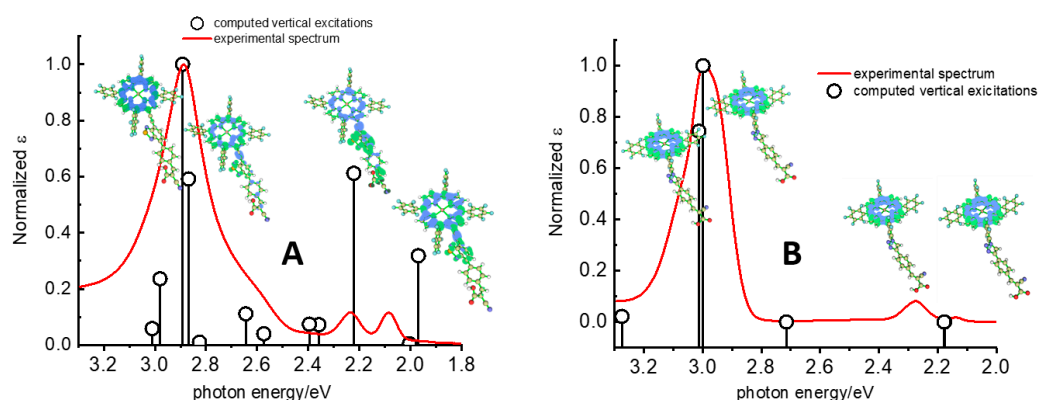 computed vertical excitations
experimental spectrum
1.0
0.8
0.6
0.4
0.2
0.0
Normalized ε
A
3.2 3.0 2.8 2.6 2.4 2.2 2.0 1.8
photon energy/eV
experimental spectrum
computed vertical exicitations
1.0
0.8
0.6
0.4
0.2
0.0
Normalized ε
B
3.2 3.0 2.8 2.6 2.4 2.2 2.0
photon energy/eV